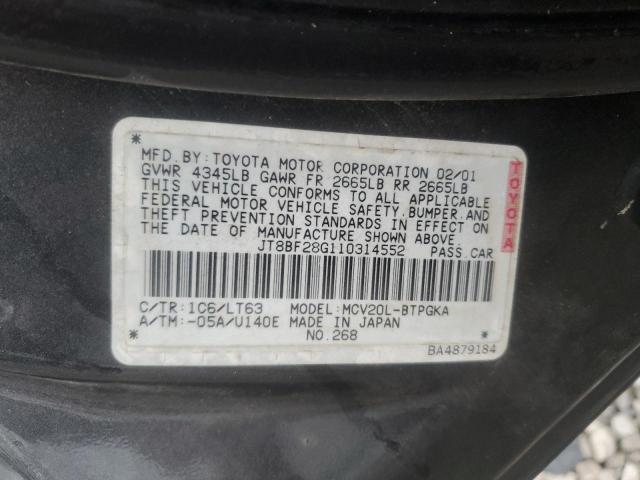 MFD.BY:TOYOTA MOTOR CORPORATION 02/01
GVWR 4345LB GAWR FR 2665LB RR 2665LB
THIS VEHICLE CONFORMS TO ALL APPLICABLE
FEDERAL MOTOR VEHICLE SAFETY,BUMPER,AND
THEFT PREVENTION STANDARDS IN EFFECT ON
THE DATE OF MANUFACTURE SHOWN ABOVE.
JT8BF28G110314552 PASS.CAR
TOYOTA
C/TR:1C6/LT63 MODEL:MCV20L-BTPGKA
A/TM:-05A/U140E MADE IN JAPAN
NO.268
BA4879184